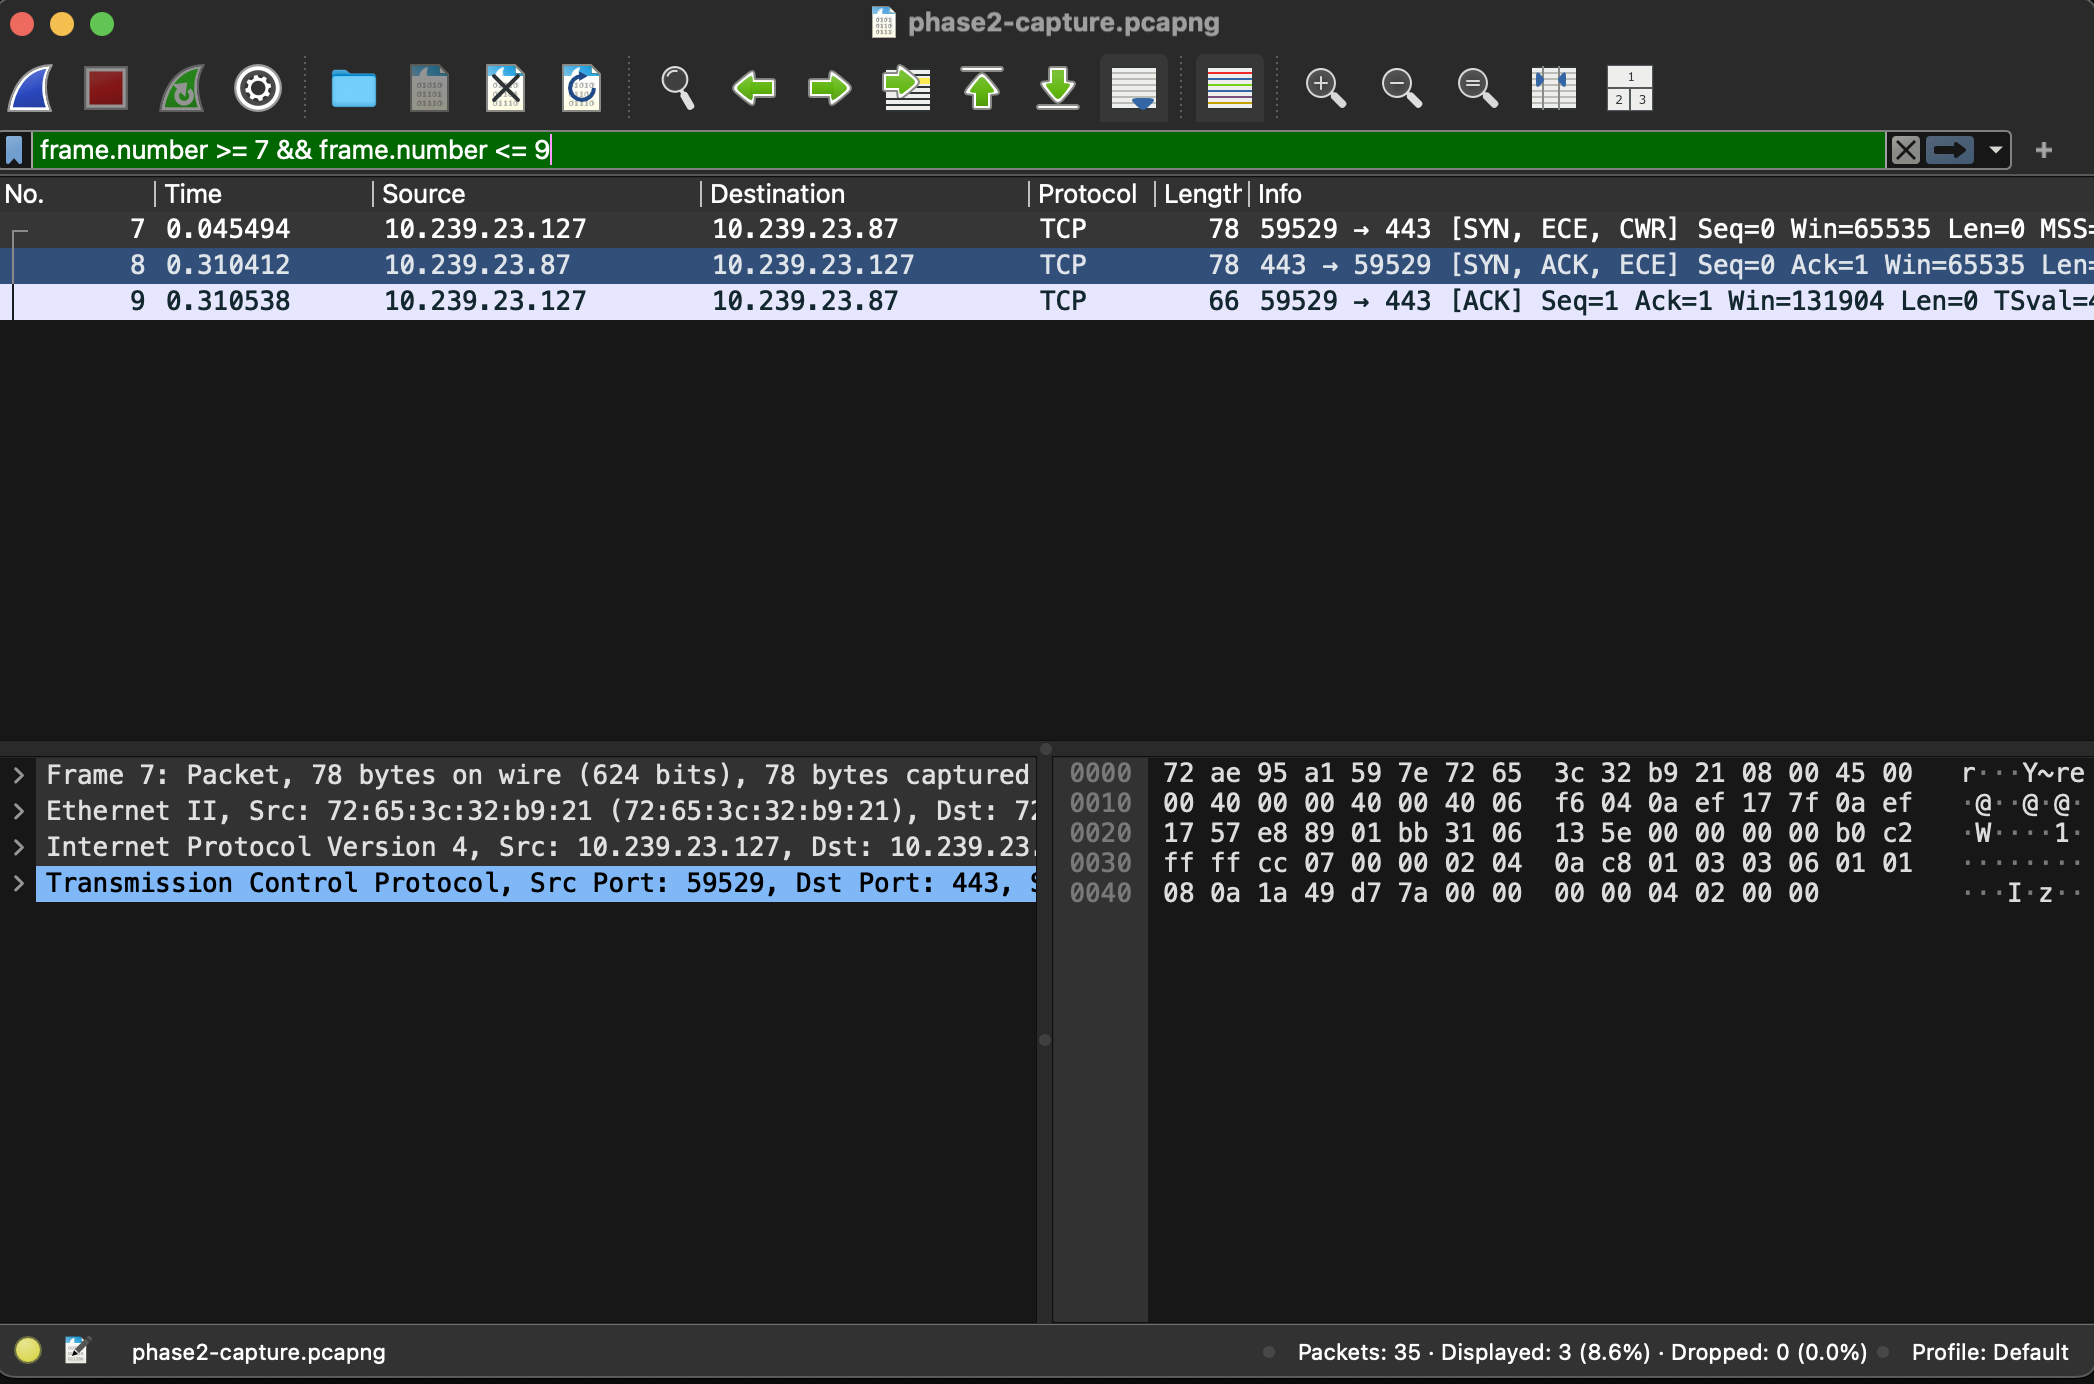 phase2-capture.pcapng
frame.number >= 7 && frame.number <= 9
No. Time Source Destination Protocol Length Info
7 0.045494 10.239.23.127 10.239.23.87 TCP 78 59529 → 443 [SYN, ECE, CWR] Seq=0 Win=65535 Len=0 MSS=
8 0.310412 10.239.23.87 10.239.23.127 TCP 78 443 → 59529 [SYN, ACK, ECE] Seq=0 Ack=1 Win=65535 Len=
9 0.310538 10.239.23.127 10.239.23.87 TCP 66 59529 → 443 [ACK] Seq=1 Ack=1 Win=131904 Len=0 TSval=4
Frame 7: Packet, 78 bytes on wire (624 bits), 78 bytes captured
Ethernet II, Src: 72:65:3c:32:b9:21 (72:65:3c:32:b9:21), Dst: 72
Internet Protocol Version 4, Src: 10.239.23.127, Dst: 10.239.23.
Transmission Control Protocol, Src Port: 59529, Dst Port: 443, S
0000 72 ae 95 a1 59 7e 72 65 3c 32 b9 21 08 00 45 00 r···Y~re
0010 00 40 00 00 40 00 40 06 f6 04 0a ef 17 7f 0a ef ·@··@·@·
0020 17 57 e8 89 01 bb 31 06 13 5e 00 00 00 00 b0 c2 ·W····1·
0030 ff ff cc 07 00 00 02 04 0a c8 01 03 03 06 01 01 ········
0040 08 0a 1a 49 d7 7a 00 00 00 00 04 02 00 00 ···I·z··
phase2-capture.pcapng
Packets: 35 · Displayed: 3 (8.6%) · Dropped: 0 (0.0%)
Profile: Default